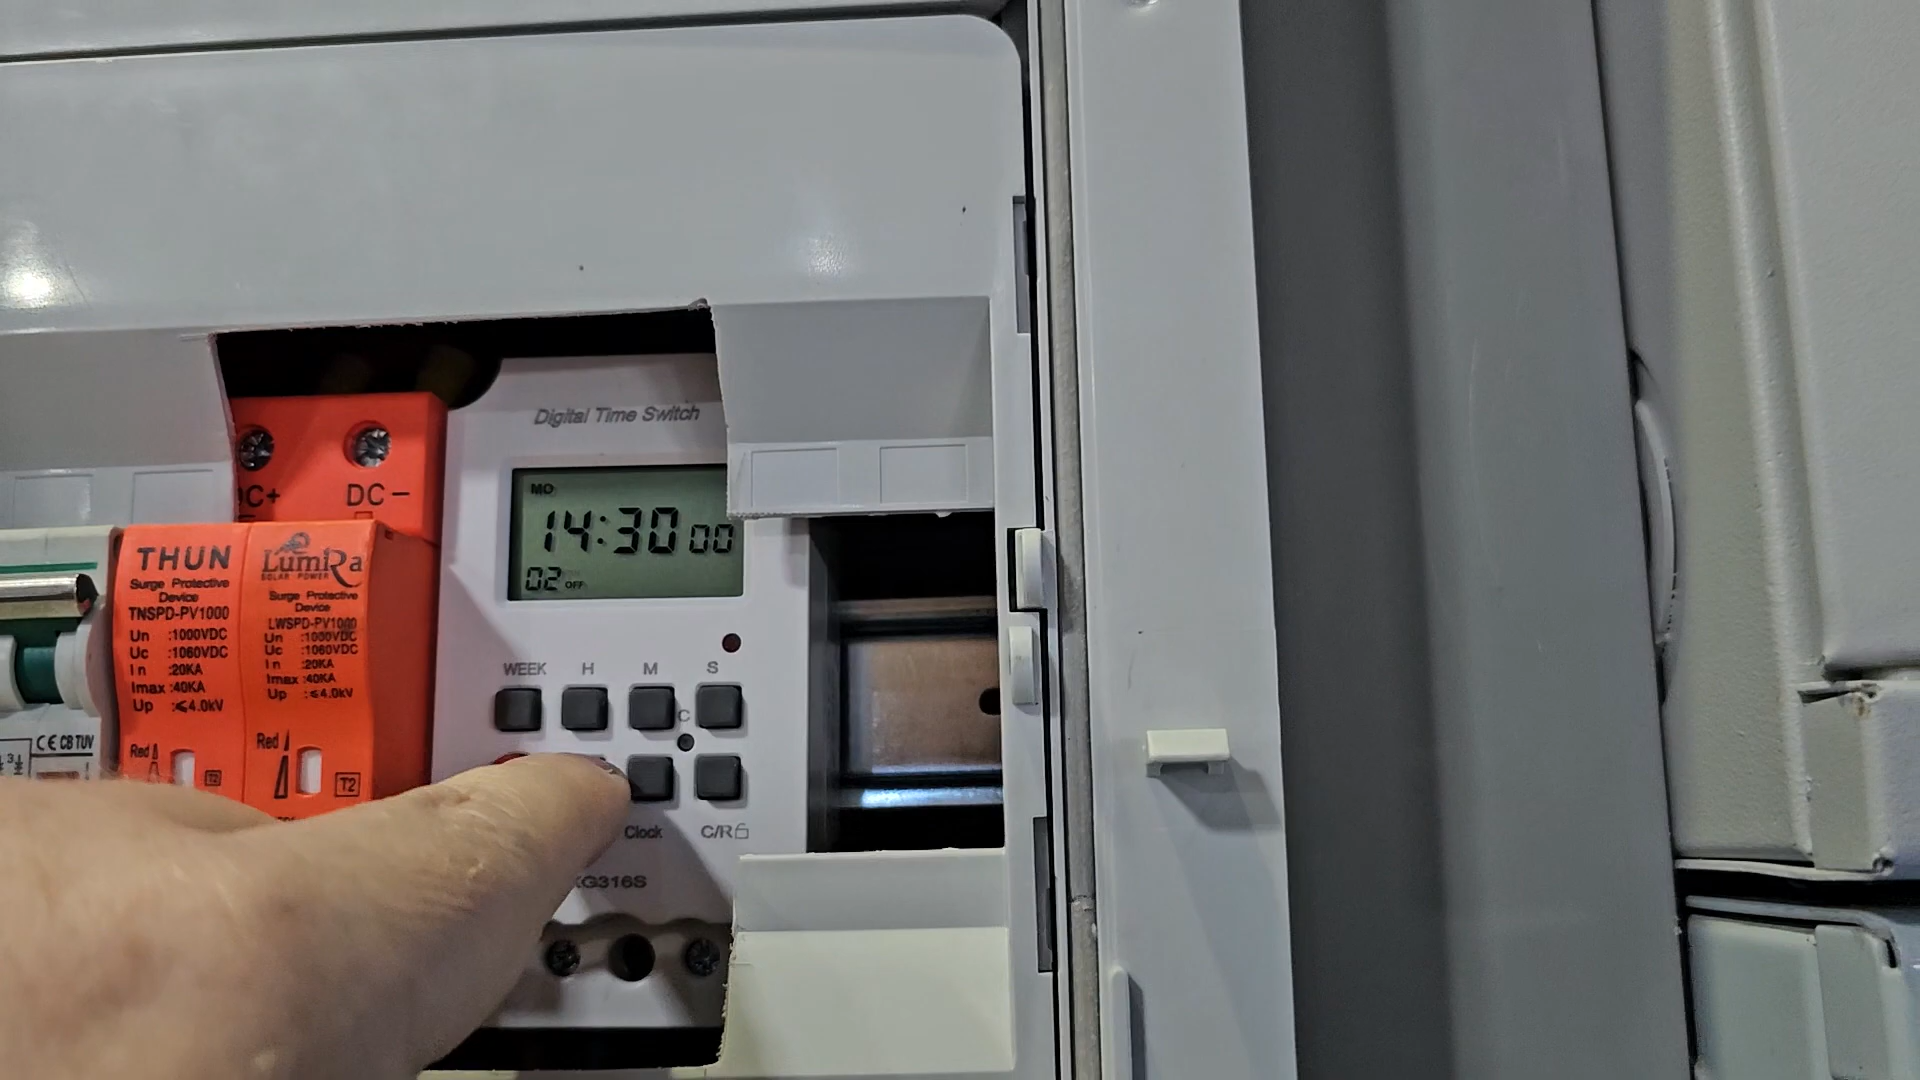 Digital Time Switch
MO
14:30 00
02 OFF
DC-
THUN
Surge Protective
Device
TNSPD-PV1000
Un :1000VDC
Uc :1060VDC
In :20KA
Imax :40KA
Up :≤4.0kV
Red
T2
LumiRa
SOLAR POWER
Surge Protective
Device
LWSPD-PV1000
Un :1000VDC
Uc :1060VDC
In :20KA
Imax :40KA
Up :≤4.0kV
Red
T2
CE CB TUV
WEEK H M S
C
Clock C/R
KG316S